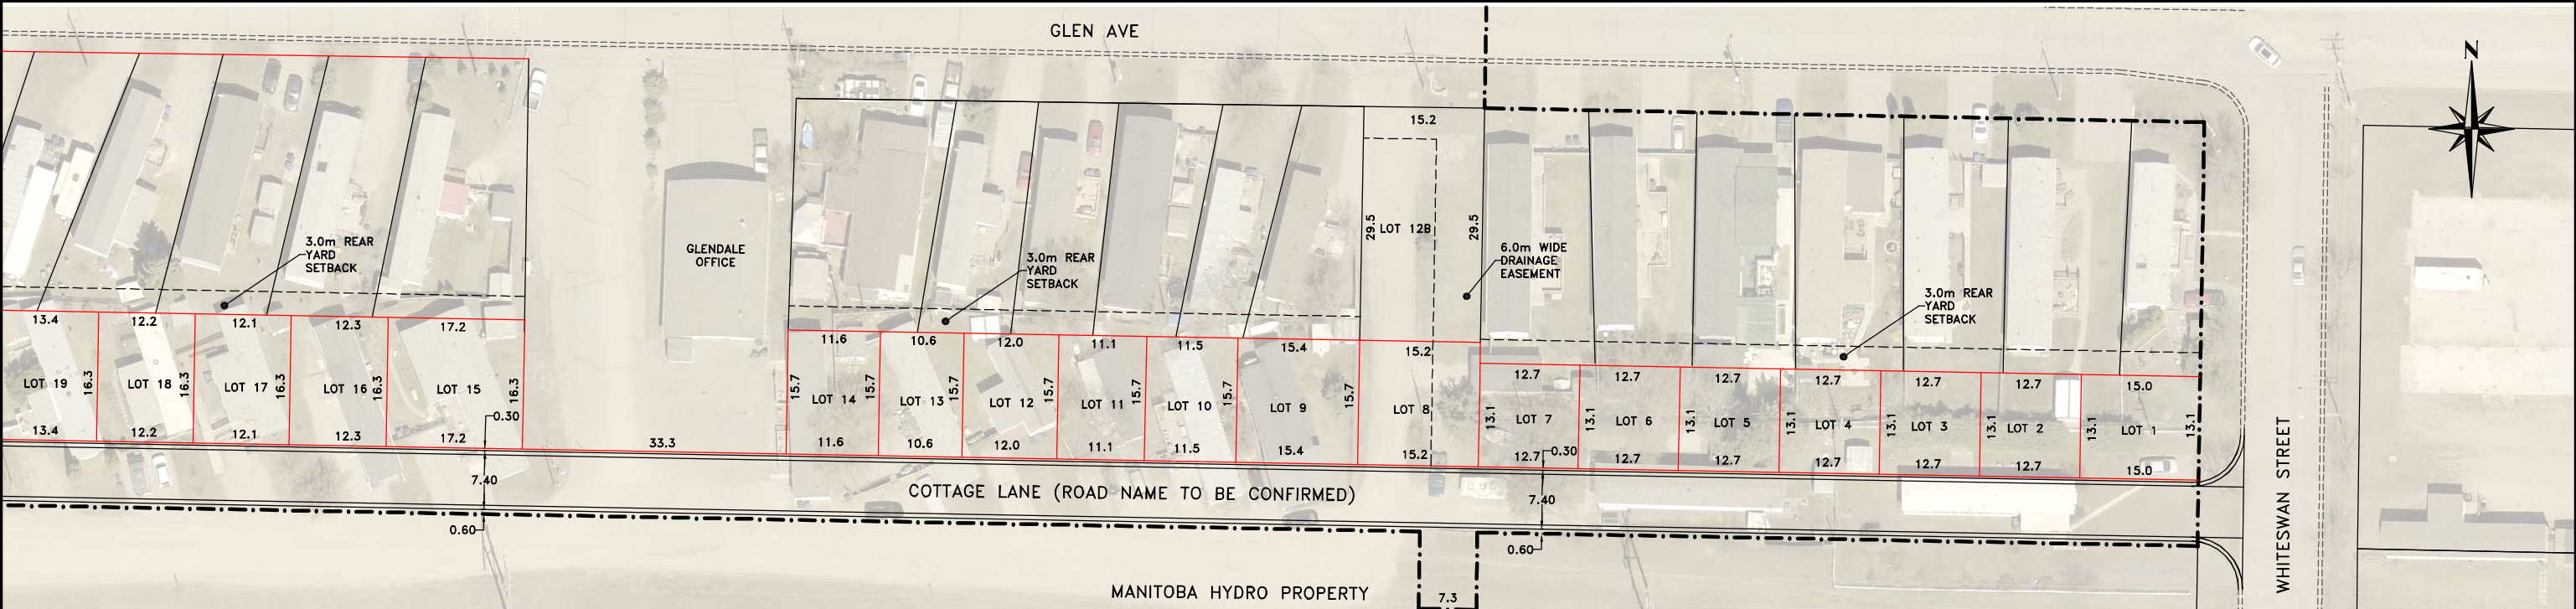 GLEN AVE
N
15.2
3.0m REAR
YARD
SETBACK
GLENDALE
OFFICE
3.0m REAR
YARD
SETBACK
29.5
LOT 12B
29.5
6.0m WIDE
DRAINAGE
EASEMENT
3.0m REAR
YARD
SETBACK
13.4
12.2
12.1
12.3
17.2
11.6
10.6
12.0
11.1
11.5
15.4
15.2
12.7
12.7
12.7
12.7
12.7
12.7
15.0
LOT 19
16.3
LOT 18
16.3
LOT 17
16.3
LOT 16
16.3
LOT 15
16.3
15.7
LOT 14
15.7
LOT 13
15.7
LOT 12
15.7
LOT 11
15.7
LOT 10
15.7
LOT 9
15.7
LOT 8
13.1
LOT 7
13.1
LOT 6
13.1
LOT 5
13.1
LOT 4
13.1
LOT 3
13.1
LOT 2
13.1
LOT 1
13.1
13.4
12.2
12.1
12.3
17.2
0.30
33.3
11.6
10.6
12.0
11.1
11.5
15.4
15.2
12.7
0.30
12.7
12.7
12.7
12.7
12.7
15.0
7.40
COTTAGE LANE (ROAD NAME TO BE CONFIRMED)
7.40
0.60
0.60
MANITOBA HYDRO PROPERTY
7.3
WHITESWAN STREET